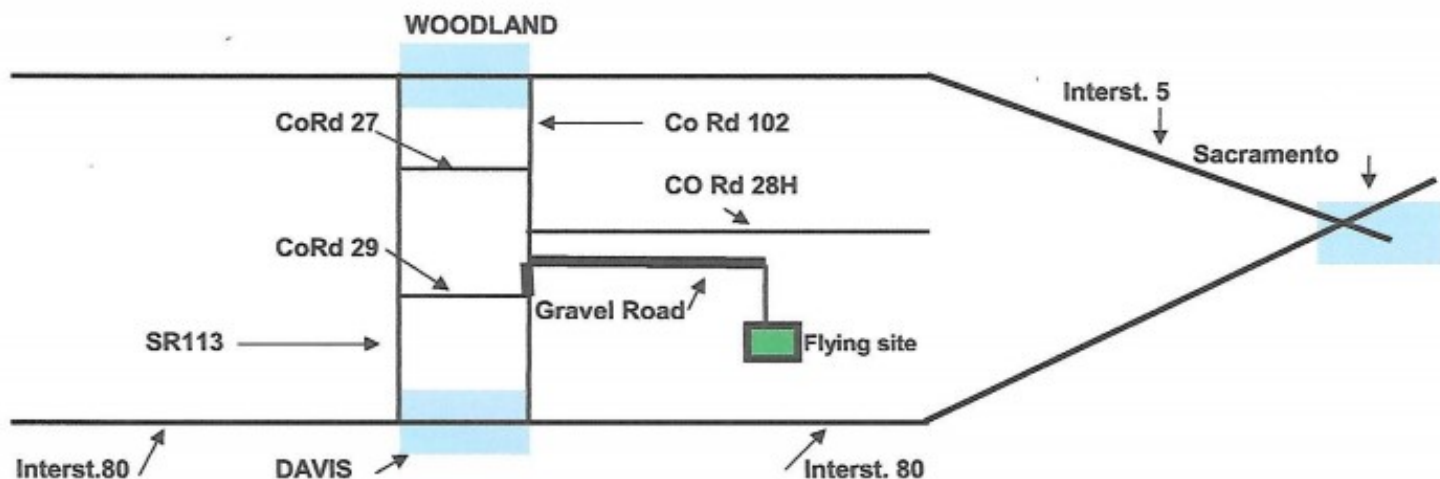 WOODLAND
Interst. 5
CoRd 27
Co Rd 102
Sacramento
CO Rd 28H
CoRd 29
Gravel Road
SR113
Flying site
Interst.80
DAVIS
Interst. 80